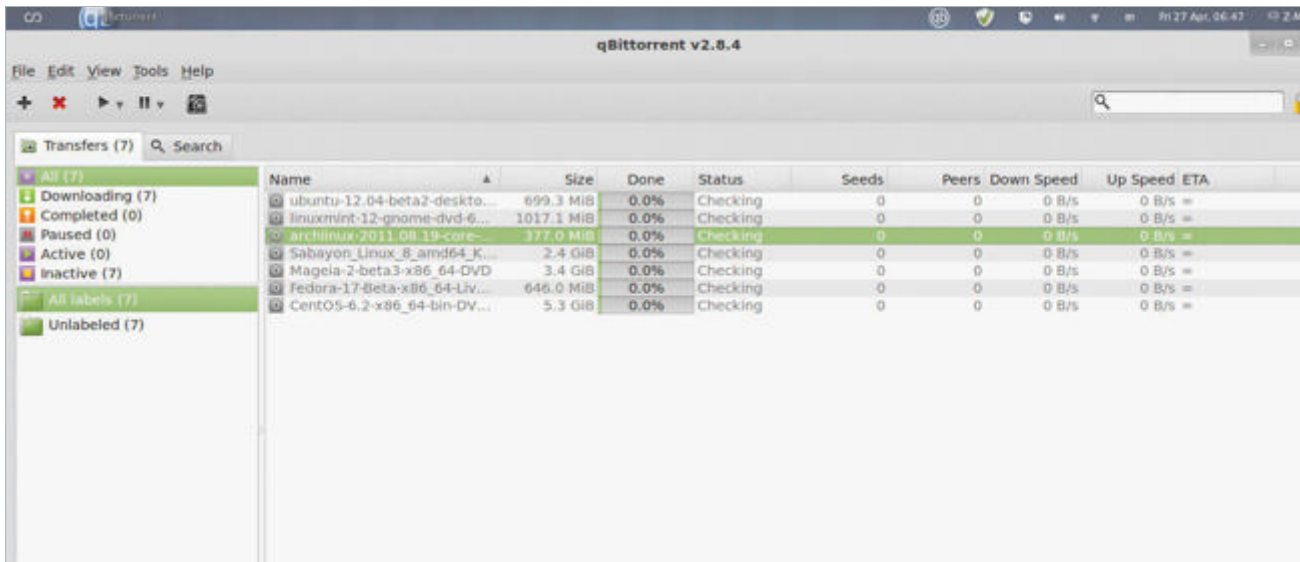 Fri 27 Apr, 06:47
qBittorrent v2.8.4
File Edit View Tools Help
Transfers (7) Search
All (7)
Downloading (7)
Completed (0)
Paused (0)
Active (0)
Inactive (7)
All labels (7)
Unlabeled (7)
Name Size Done Status Seeds Peers Down Speed Up Speed ETA
ubuntu-12.04-beta2-deskto... 699.3 MiB 0.0% Checking 0 0 0 B/s 0 B/s ∞
linuxmint-12-gnome-dvd-6... 1017.1 MiB 0.0% Checking 0 0 0 B/s 0 B/s ∞
archlinux-2011.08.19-core-... 377.0 MiB 0.0% Checking 0 0 0 B/s 0 B/s ∞
Sabayon_Linux_8_amd64_K... 2.4 GiB 0.0% Checking 0 0 0 B/s 0 B/s ∞
Mageia-2-beta3-x86_64-DVD 3.4 GiB 0.0% Checking 0 0 0 B/s 0 B/s ∞
Fedora-17-Beta-x86_64-Liv... 646.0 MiB 0.0% Checking 0 0 0 B/s 0 B/s ∞
CentOS-6.2-x86_64-bin-DV... 5.3 GiB 0.0% Checking 0 0 0 B/s 0 B/s ∞